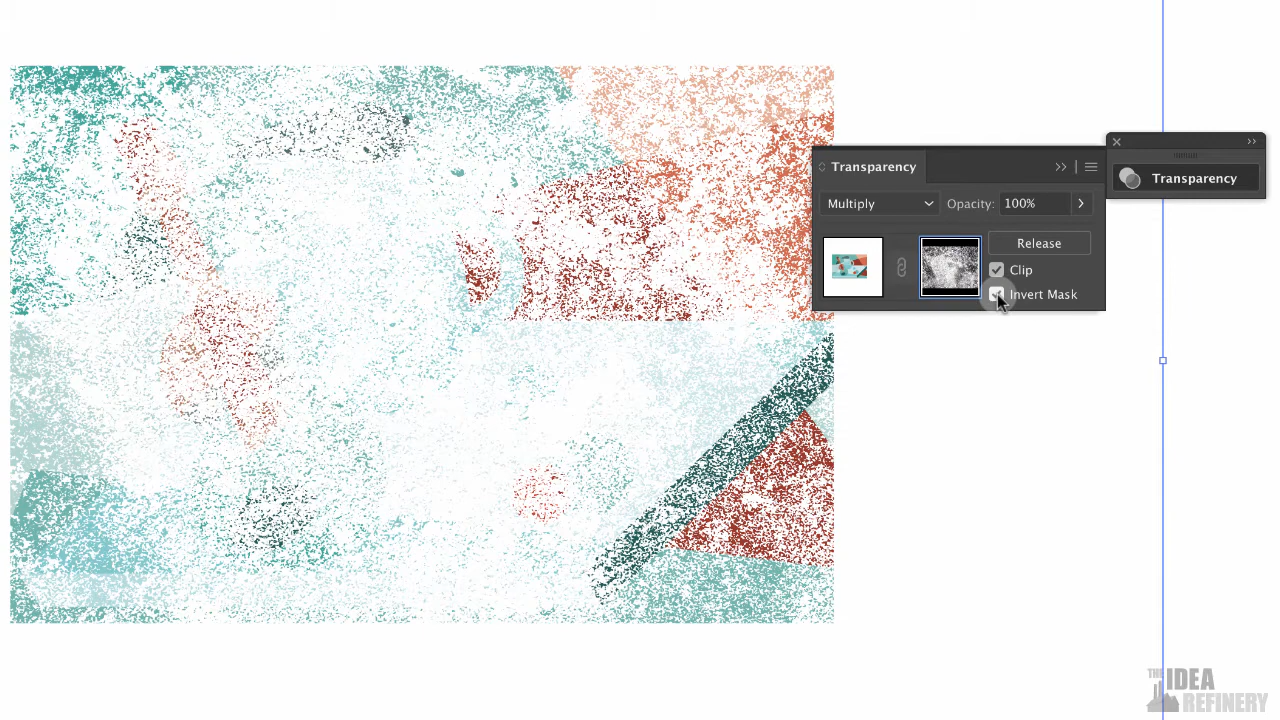 Transparency
Multiply
Opacity: 100%
Release
Clip
Invert Mask
Transparency
THE IDEA
REFINERY